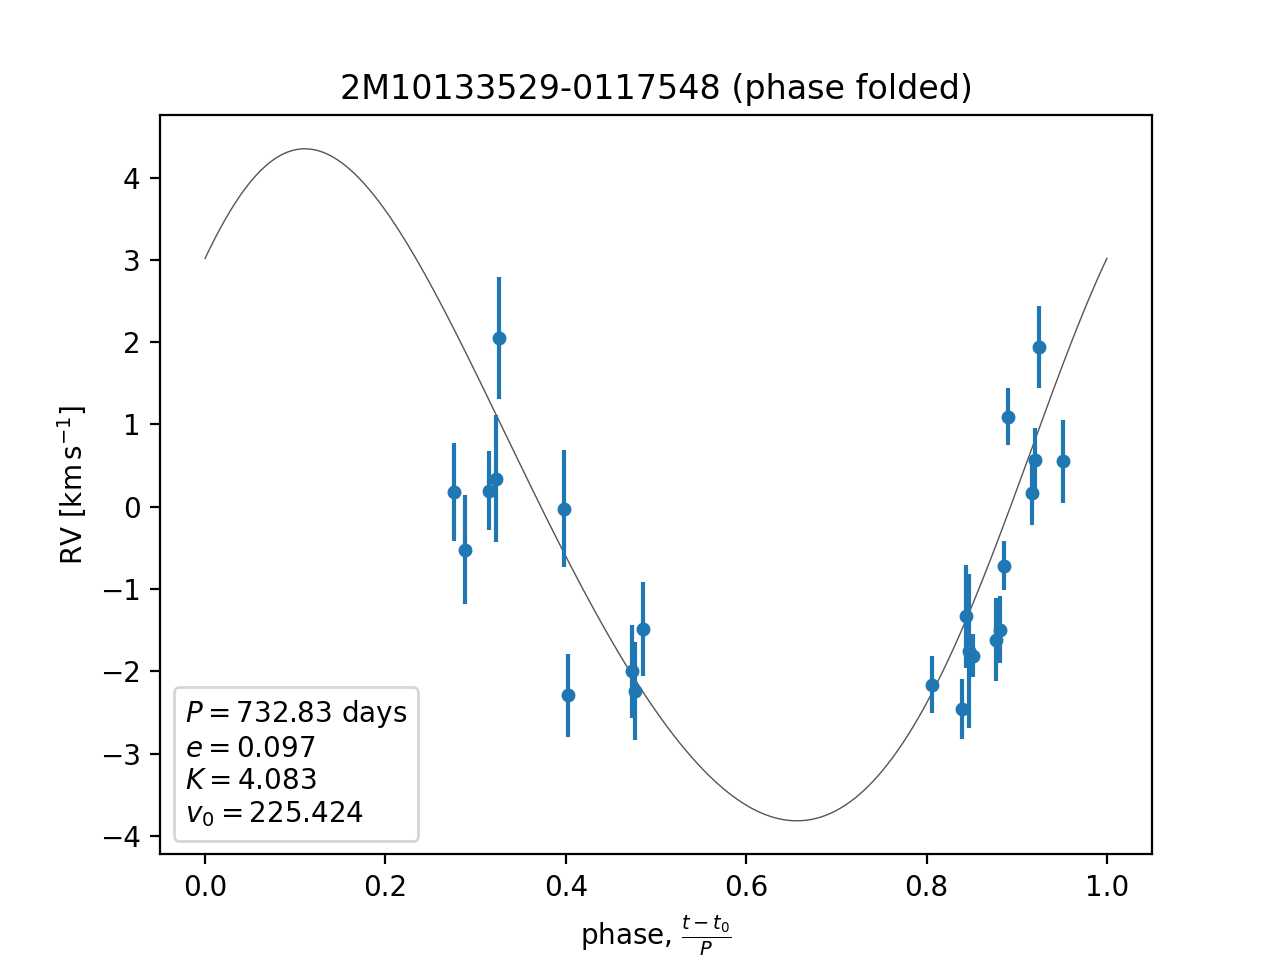 2M10133529-0117548 (phase folded)
RV [km s⁻¹]
4
3
2
1
0
−1
−2
−3
−4
P = 732.83 days
e = 0.097
K = 4.083
v₀ = 225.424
0.0 0.2 0.4 0.6 0.8 1.0
phase, (t − t₀)/P